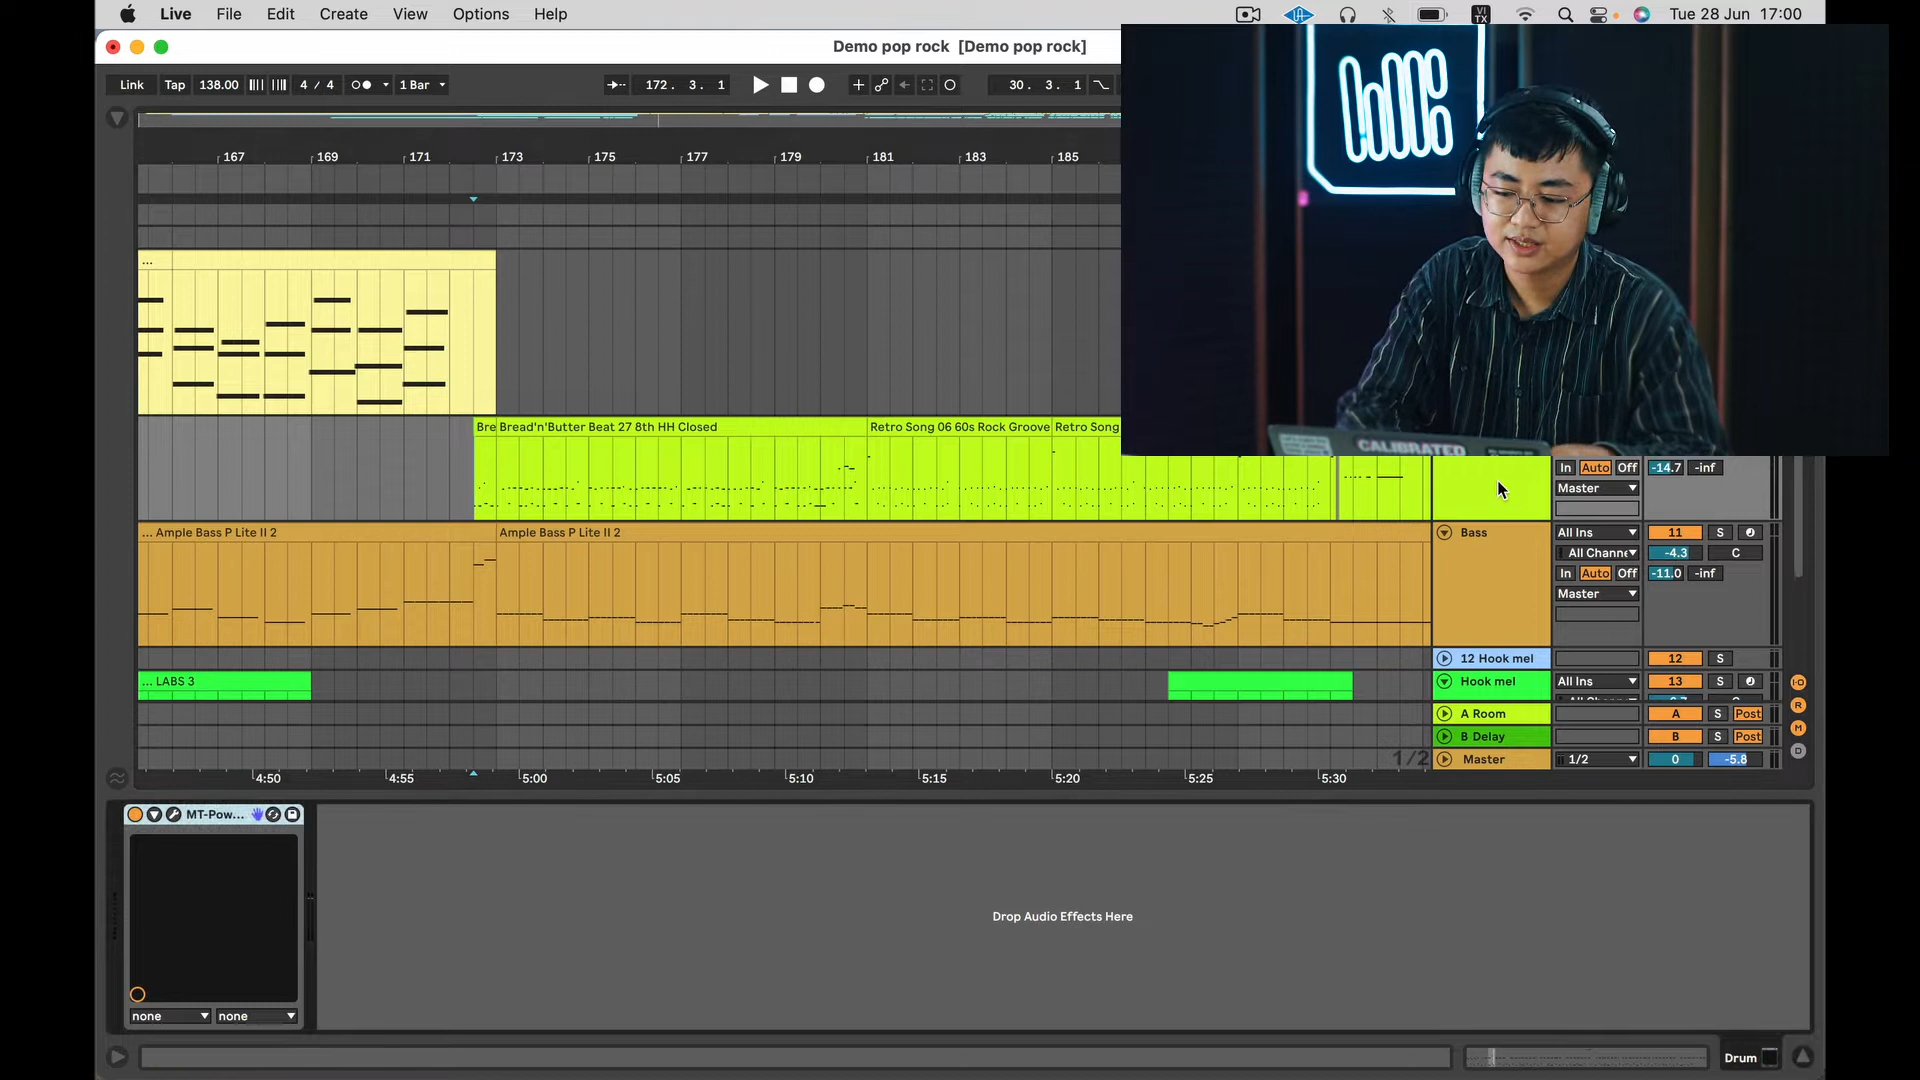 Live File Edit Create View Options Help Tue 28 Jun 17:00
Demo pop rock [Demo pop rock]
Link Tap 138.00 4 / 4 1 Bar 172. 3. 1 30. 3. 1
167 169 171 173 175 177 179 181 183 185
...
Bre Bread'n'Butter Beat 27 8th HH Closed Retro Song 06 60s Rock Groove Retro Song
CALIBRATED
In Auto Off -14.7 -inf
Master
... Ample Bass P Lite II 2 Ample Bass P Lite II 2 Bass All Ins 11 S
All Channe -4.3 C
In Auto Off -11.0 -inf
Master
12 Hook mel 12 S
... LABS 3 Hook mel All Ins 13 S
A Room A S Post
B Delay B S Post
1/2 Master 1/2 0 -5.8
4:50 4:55 5:00 5:05 5:10 5:15 5:20 5:25 5:30
I·O
R
M
D
MT-Pow...
Drop Audio Effects Here
none none
Drum